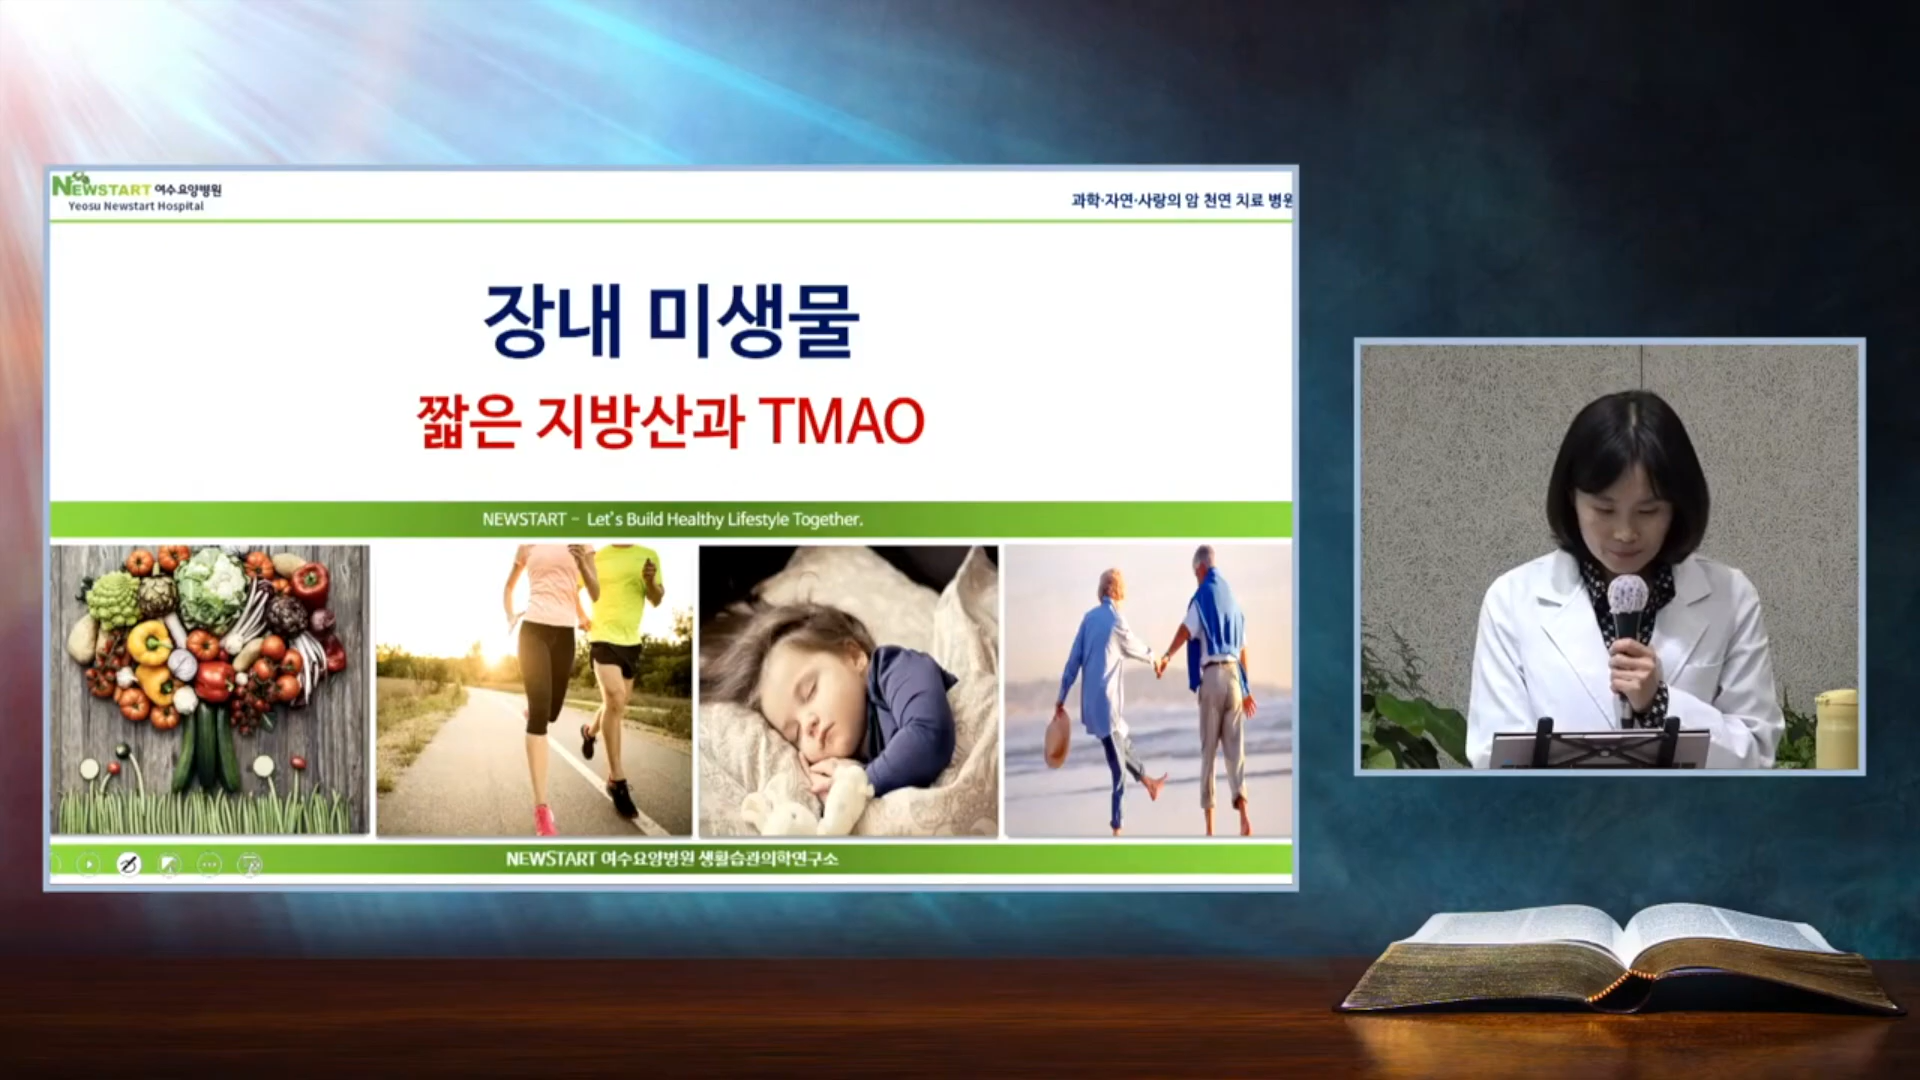 NEWSTART 여수요양병원
Yeosu Newstart Hospital
과학·자연·사랑의 암 천연 치료 병원
장내 미생물
짧은 지방산과 TMAO
NEWSTART - Let's Build Healthy Lifestyle Together.
NEWSTART 여수요양병원 생활습관의학연구소